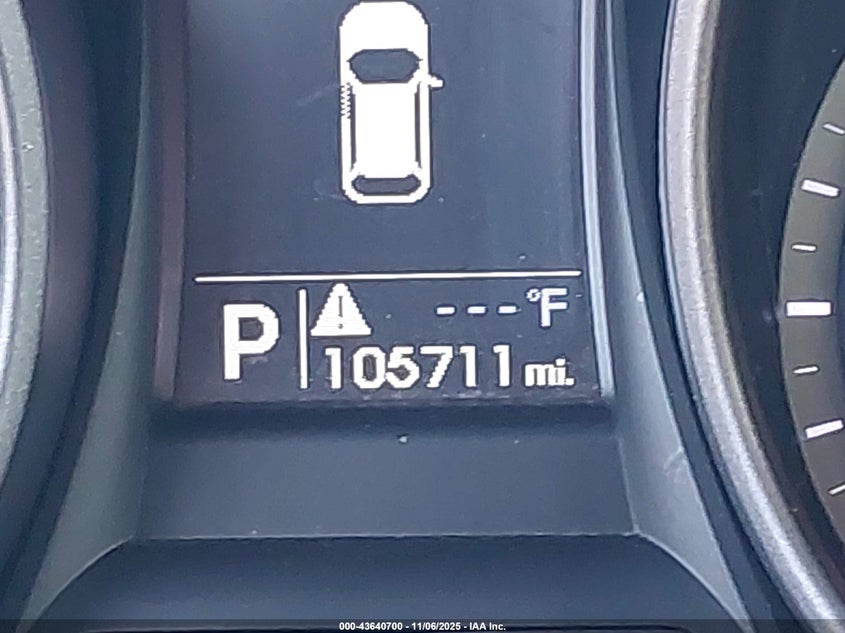 P
--- °F
105711 mi.
000-43640700 - 11/06/2025 - IAA Inc.